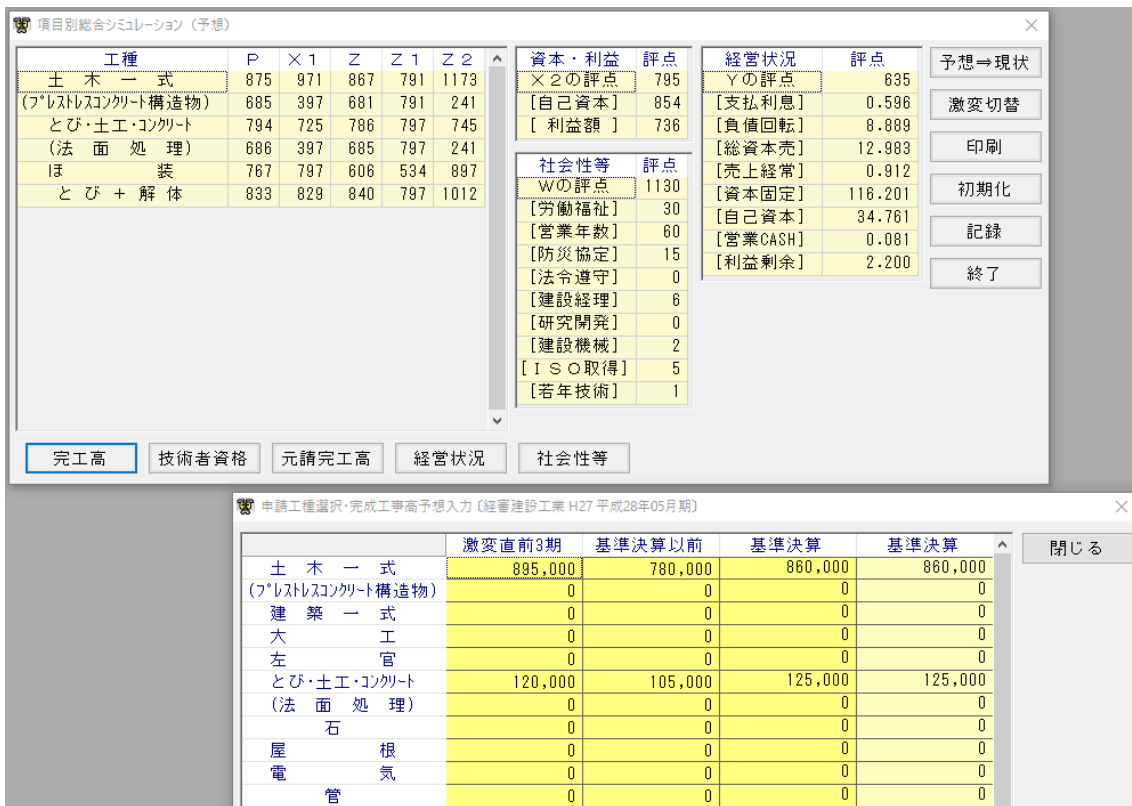 項目別総合シミュレーション（予想）
工種 P X1 Z Z1 Z2
土木一式 875 971 867 791 1173
(ﾌﾟﾚｽﾄﾚｽｺﾝｸﾘｰﾄ構造物) 685 397 681 791 241
とび・土工・ｺﾝｸﾘｰﾄ 794 725 786 797 745
(法面処理) 686 397 685 797 241
ほ装 767 797 606 534 897
とび＋解体 833 829 840 797 1012
資本・利益 評点
X2の評点 795
[自己資本] 854
[利益額] 736
社会性等 評点
Wの評点 1130
[労働福祉] 30
[営業年数] 60
[防災協定] 15
[法令遵守] 0
[建設経理] 6
[研究開発] 0
[建設機械] 2
[ISO取得] 5
[若年技術] 1
経営状況 評点
Yの評点 635
[支払利息] 0.596
[負債回転] 8.889
[総資本売] 12.983
[売上経常] 0.912
[資本固定] 116.201
[自己資本] 34.761
[営業CASH] 0.081
[利益剰余] 2.200
予想⇒現状
激変切替
印刷
初期化
記録
終了
完工高 技術者資格 元請完工高 経営状況 社会性等
申請工種選択・完成工事高予想入力〔経審建設工業 H27 平成28年05月期〕
激変直前3期 基準決算以前 基準決算 基準決算
土木一式 895,000 780,000 860,000 860,000
(ﾌﾟﾚｽﾄﾚｽｺﾝｸﾘｰﾄ構造物) 0 0 0 0
建築一式 0 0 0 0
大工 0 0 0 0
左官 0 0 0 0
とび・土工・ｺﾝｸﾘｰﾄ 120,000 105,000 125,000 125,000
(法面処理) 0 0 0 0
石 0 0 0 0
屋根 0 0 0 0
電気 0 0 0 0
管 0 0 0 0
閉じる